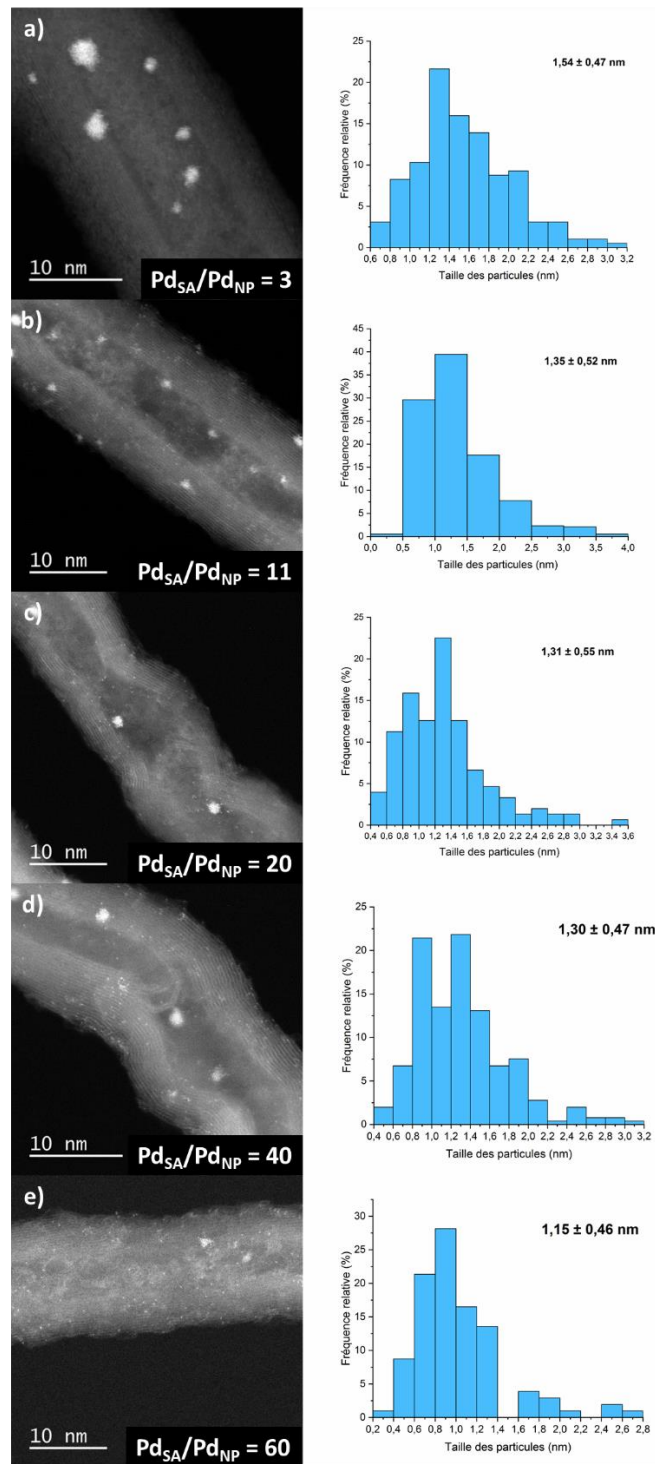 a)
10 nm
Pd_SA/Pd_NP = 3
1,54 ± 0,47 nm
Fréquence relative (%)
25
20
15
10
5
0
0,6 0,8 1,0 1,2 1,4 1,6 1,8 2,0 2,2 2,4 2,6 2,8 3,0 3,2
Taille des particules (nm)
b)
10 nm
Pd_SA/Pd_NP = 11
1,35 ± 0,52 nm
Fréquence relative (%)
45
40
35
30
25
20
15
10
5
0
0,0 0,5 1,0 1,5 2,0 2,5 3,0 3,5 4,0
Taille des particules (nm)
c)
10 nm
Pd_SA/Pd_NP = 20
1,31 ± 0,55 nm
Fréquence relative (%)
25
20
15
10
5
0
0,4 0,6 0,8 1,0 1,2 1,4 1,6 1,8 2,0 2,2 2,4 2,6 2,8 3,0 3,2 3,4 3,6
Taille des particules (nm)
d)
10 nm
Pd_SA/Pd_NP = 40
1,30 ± 0,47 nm
Fréquence relative (%)
25
20
15
10
5
0
0,4 0,6 0,8 1,0 1,2 1,4 1,6 1,8 2,0 2,2 2,4 2,6 2,8 3,0 3,2
Taille des particules (nm)
e)
10 nm
Pd_SA/Pd_NP = 60
1,15 ± 0,46 nm
Fréquence relative (%)
30
25
20
15
10
5
0
0,2 0,4 0,6 0,8 1,0 1,2 1,4 1,6 1,8 2,0 2,2 2,4 2,6 2,8
Taille des particules (nm)